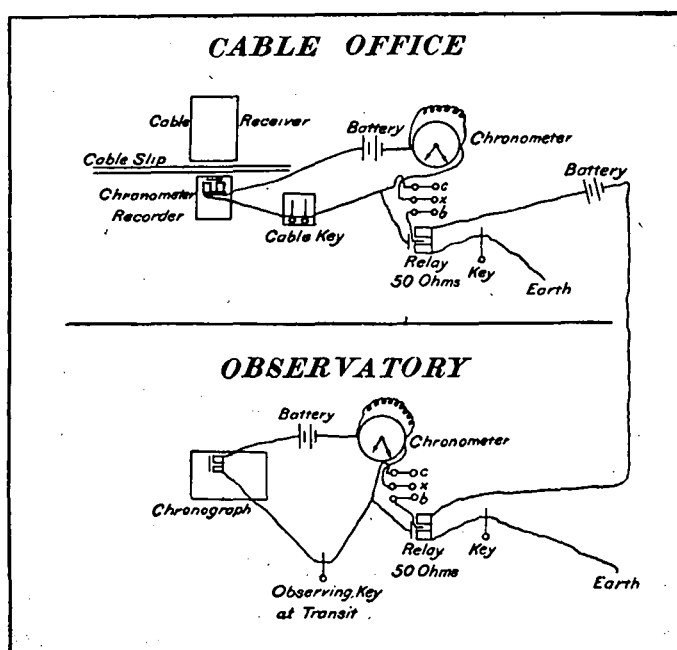 CABLE OFFICE
Cable Receiver
Battery
Chronometer
Cable Slip
Battery
Chronometer
Recorder
c
x
b
Cable Key
Relay
50 Ohms
Key
Earth
OBSERVATORY
Battery
Chronometer
c
x
b
Chronograph
Relay
50 Ohms
Key
Earth
Observing Key
at Transit